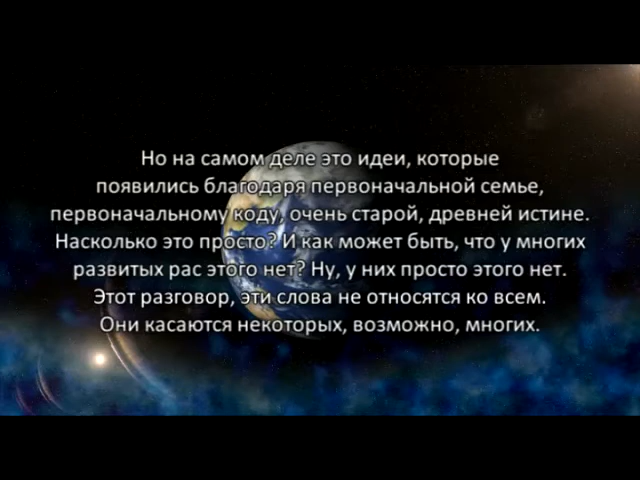 Но на самом деле это идеи, которые
появились благодаря первоначальной семье,
первоначальному коду, очень старой, древней истине.
Насколько это просто? И как может быть, что у многих
развитых рас этого нет? Ну, у них просто этого нет.
Этот разговор, эти слова не относятся ко всем.
Они касаются некоторых, возможно, многих.